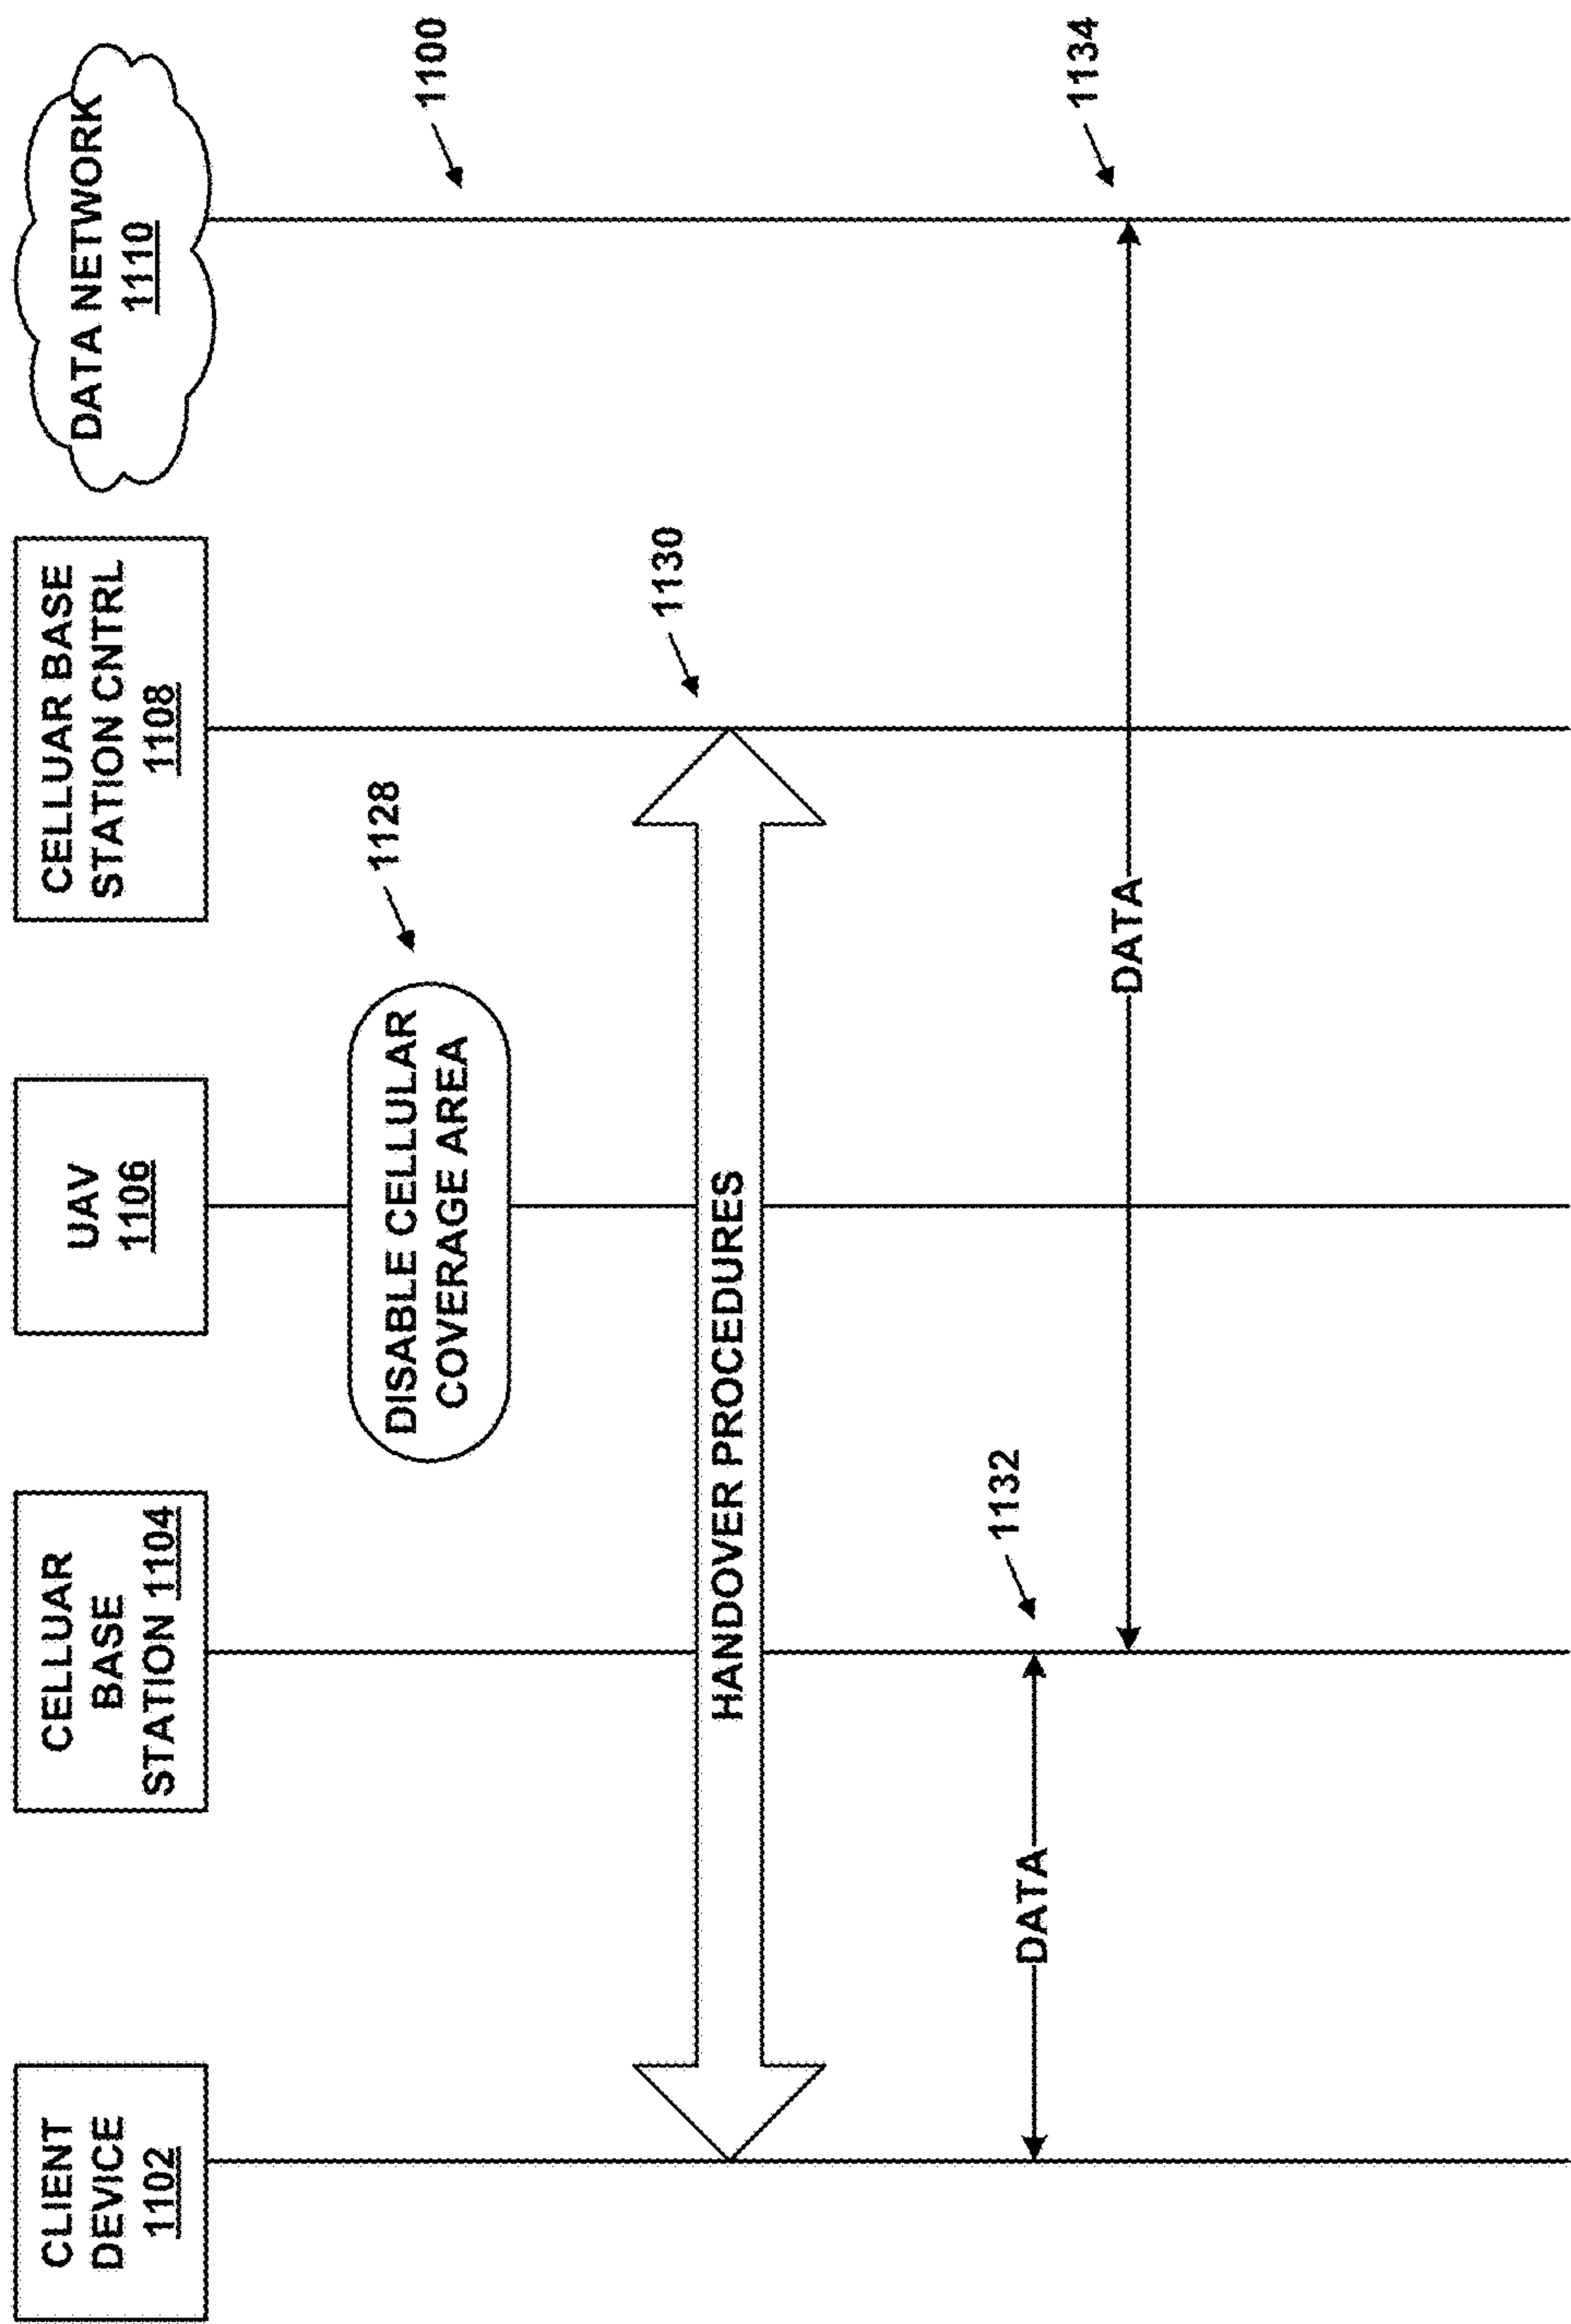 CLIENT
DEVICE
1102
CELLUAR
BASE
STATION 1104
UAV
1106
CELLUAR BASE
STATION CNTRL
1108
DATA NETWORK
1110
1100
DISABLE CELLULAR
COVERAGE AREA
1128
HANDOVER PROCEDURES
1130
DATA
1132
DATA
1134